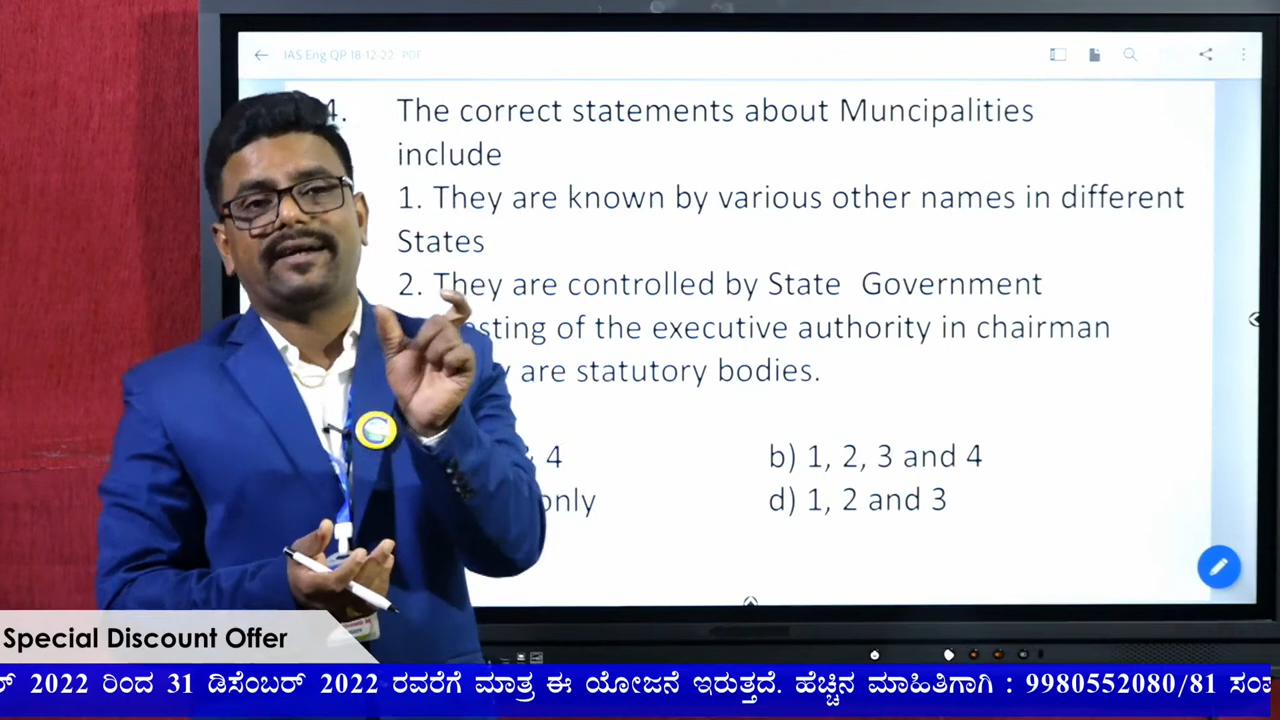 IAS Eng QP 18-12-22 PDF
4.
The correct statements about Muncipalities
include
1. They are known by various other names in different
States
2. They are controlled by State Government
of the executive authority in chairman
are statutory bodies.
4
b) 1, 2, 3 and 4
only
d) 1, 2 and 3
Special Discount Offer
2022 ರಿಂದ 31 ಡಿಸೆಂಬರ್ 2022 ರವರೆಗೆ ಮಾತ್ರ ಈ ಯೋಜನೆ ಇರುತ್ತದೆ. ಹೆಚ್ಚಿನ ಮಾಹಿತಿಗಾಗಿ : 9980552080/81